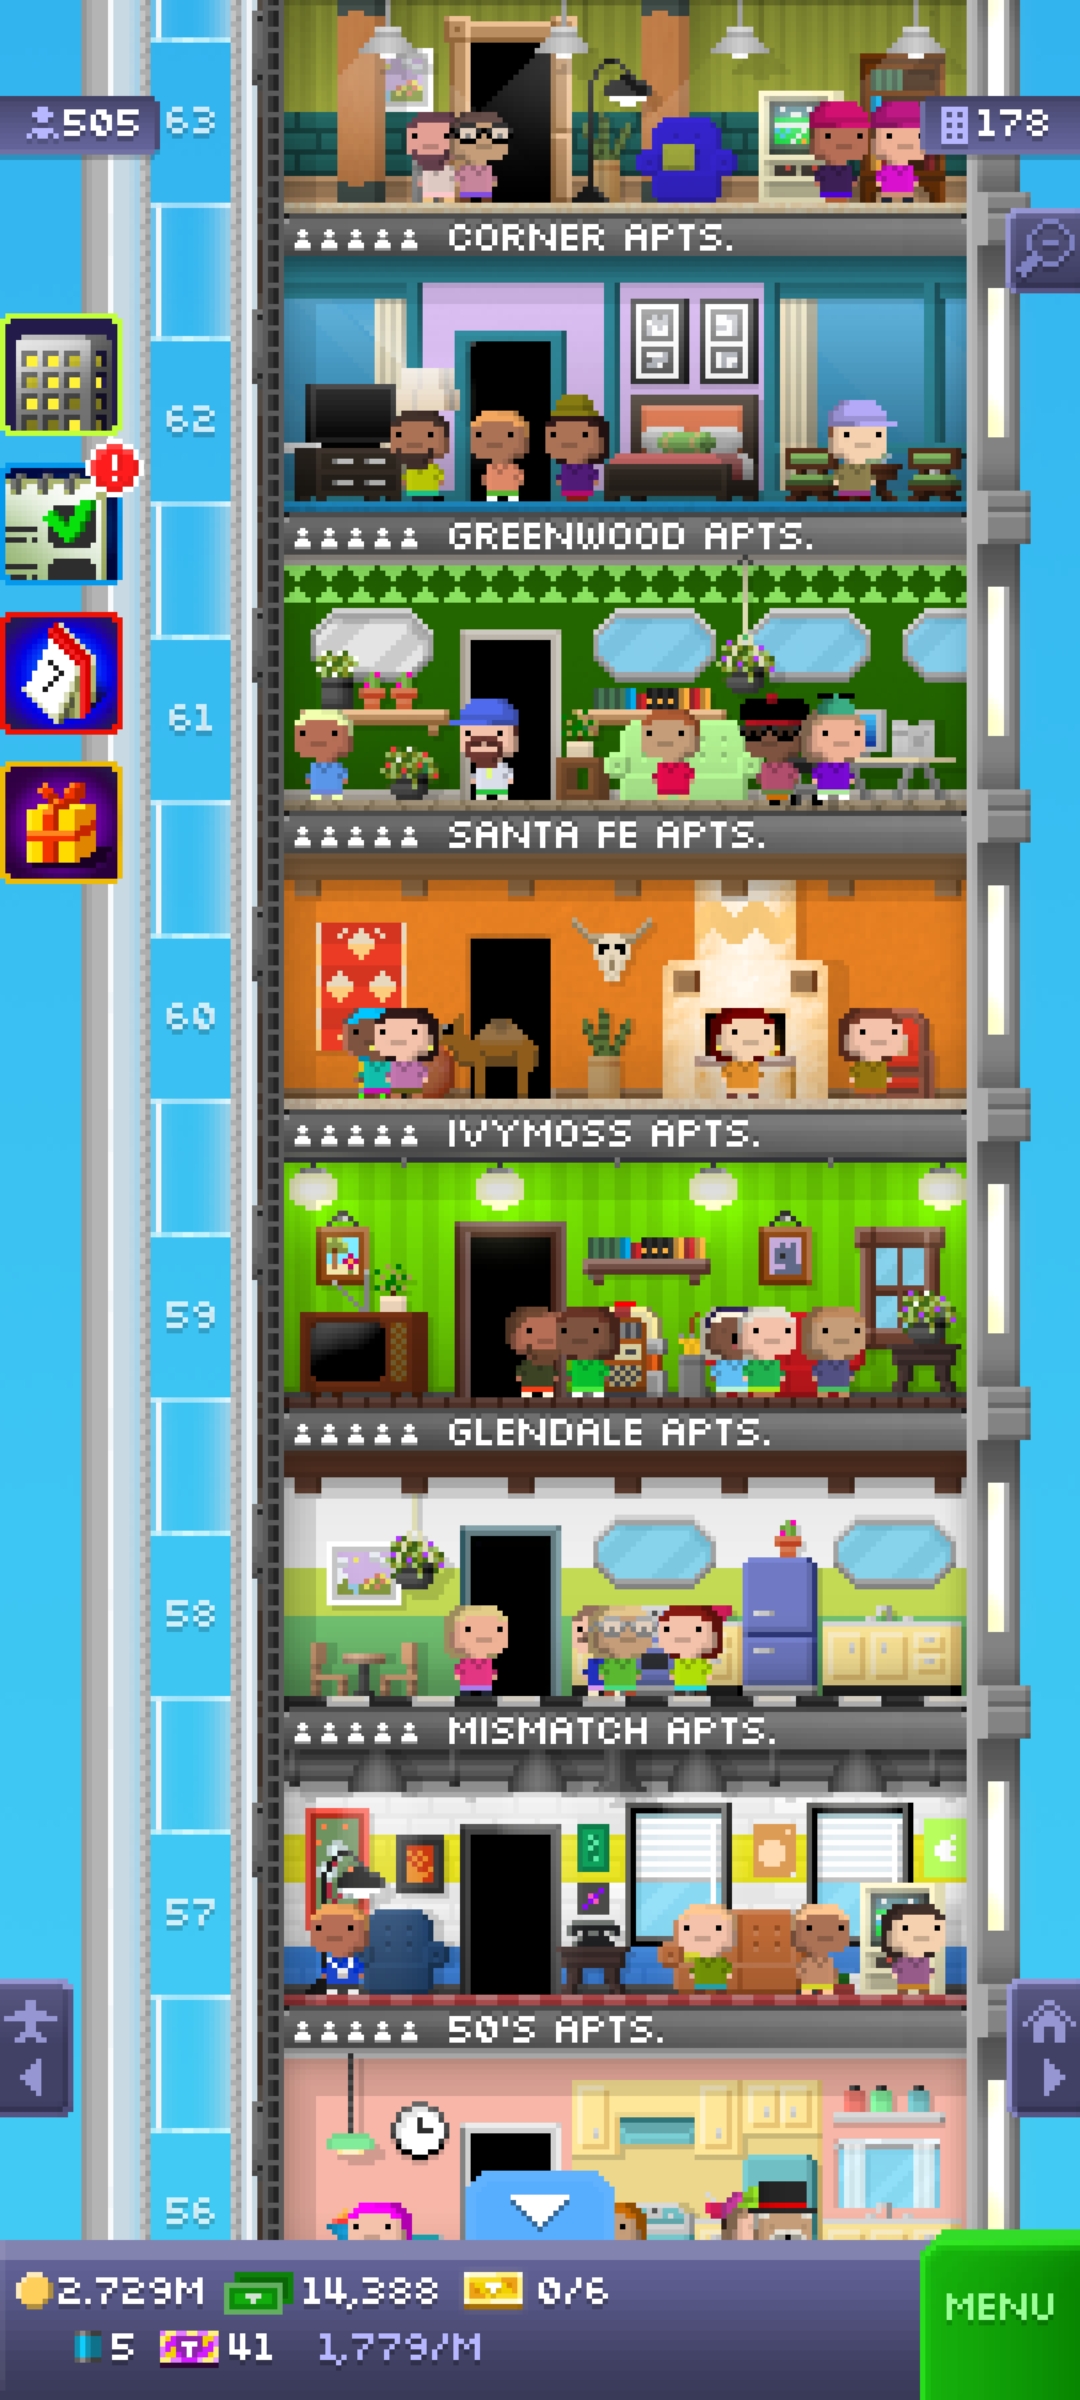 63
505
178
CORNER APTS.
62
GREENWOOD APTS.
61
SANTA FE APTS.
60
IVYMOSS APTS.
59
GLENDALE APTS.
58
MISMATCH APTS.
57
50'S APTS.
56
2.729M 14,388 0/6
5 T 41 1,779/M
MENU